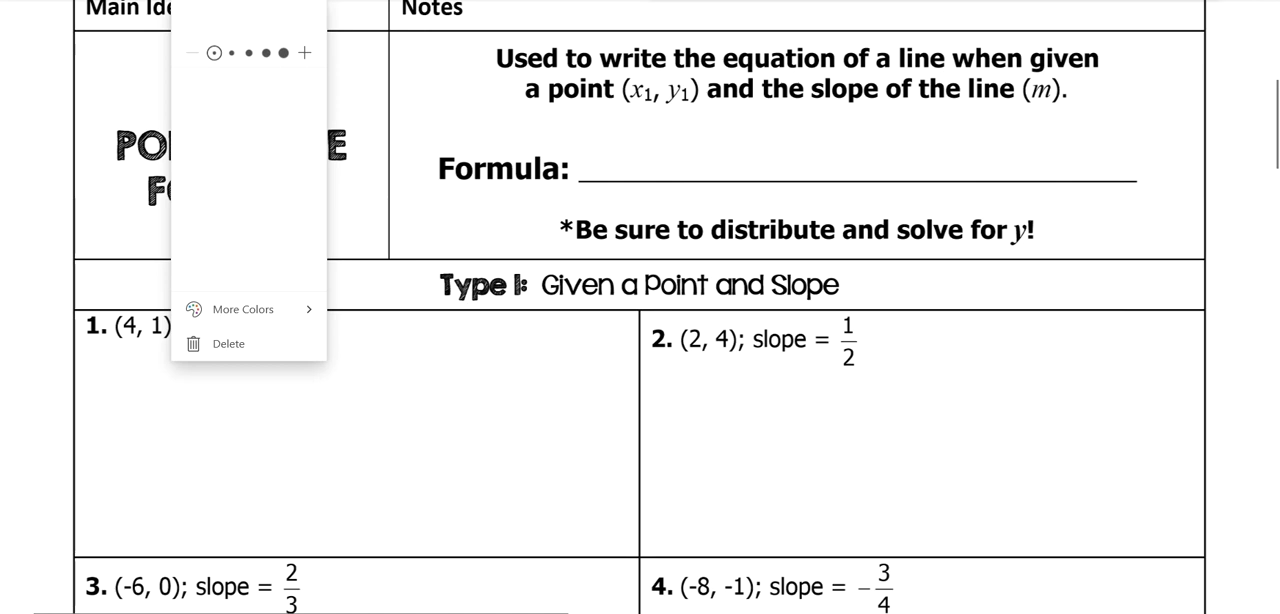 Main Ide
Notes
Used to write the equation of a line when given
a point (x₁, y₁) and the slope of the line (m).
PO E
F
Formula: ____________________
*Be sure to distribute and solve for y!
Type 1: Given a Point and Slope
More Colors
Delete
1. (4, 1)
2. (2, 4); slope = 1/2
3. (-6, 0); slope = 2/3
4. (-8, -1); slope = -3/4